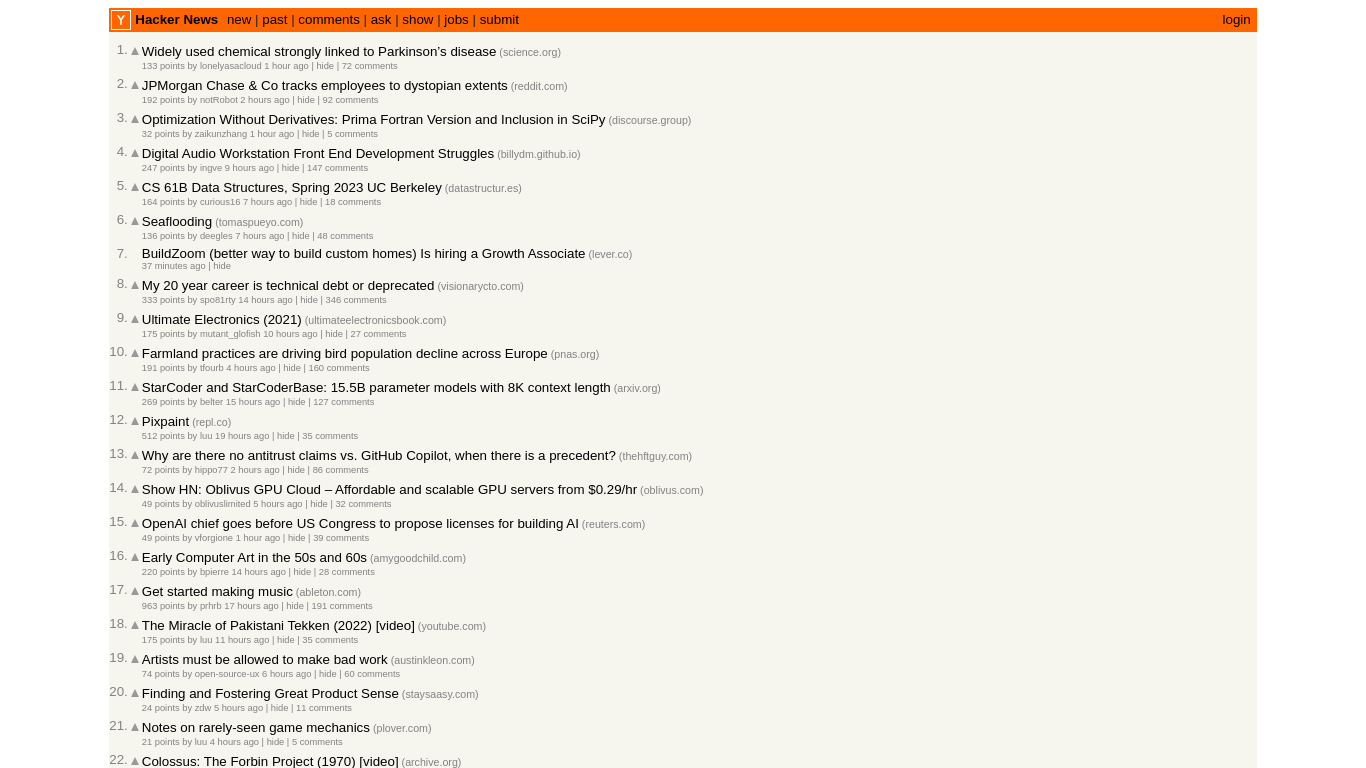 Y Hacker News new | past | comments | ask | show | jobs | submit login
1. ▲ Widely used chemical strongly linked to Parkinson’s disease (science.org)
133 points by lonelyasacloud 1 hour ago | hide | 72 comments
2. ▲ JPMorgan Chase & Co tracks employees to dystopian extents (reddit.com)
192 points by notRobot 2 hours ago | hide | 92 comments
3. ▲ Optimization Without Derivatives: Prima Fortran Version and Inclusion in SciPy (discourse.group)
32 points by zaikunzhang 1 hour ago | hide | 5 comments
4. ▲ Digital Audio Workstation Front End Development Struggles (billydm.github.io)
247 points by ingve 9 hours ago | hide | 147 comments
5. ▲ CS 61B Data Structures, Spring 2023 UC Berkeley (datastructur.es)
164 points by curious16 7 hours ago | hide | 18 comments
6. ▲ Seaflooding (tomaspueyo.com)
136 points by deegles 7 hours ago | hide | 48 comments
7. BuildZoom (better way to build custom homes) Is hiring a Growth Associate (lever.co)
37 minutes ago | hide
8. ▲ My 20 year career is technical debt or deprecated (visionarycto.com)
333 points by spo81rty 14 hours ago | hide | 346 comments
9. ▲ Ultimate Electronics (2021) (ultimateelectronicsbook.com)
175 points by mutant_glofish 10 hours ago | hide | 27 comments
10. ▲ Farmland practices are driving bird population decline across Europe (pnas.org)
191 points by tfourb 4 hours ago | hide | 160 comments
11. ▲ StarCoder and StarCoderBase: 15.5B parameter models with 8K context length (arxiv.org)
269 points by belter 15 hours ago | hide | 127 comments
12. ▲ Pixpaint (repl.co)
512 points by luu 19 hours ago | hide | 35 comments
13. ▲ Why are there no antitrust claims vs. GitHub Copilot, when there is a precedent? (thehftguy.com)
72 points by hippo77 2 hours ago | hide | 86 comments
14. ▲ Show HN: Oblivus GPU Cloud – Affordable and scalable GPU servers from $0.29/hr (oblivus.com)
49 points by oblivuslimited 5 hours ago | hide | 32 comments
15. ▲ OpenAI chief goes before US Congress to propose licenses for building AI (reuters.com)
49 points by vforgione 1 hour ago | hide | 39 comments
16. ▲ Early Computer Art in the 50s and 60s (amygoodchild.com)
220 points by bpierre 14 hours ago | hide | 28 comments
17. ▲ Get started making music (ableton.com)
963 points by prhrb 17 hours ago | hide | 191 comments
18. ▲ The Miracle of Pakistani Tekken (2022) [video] (youtube.com)
175 points by luu 11 hours ago | hide | 35 comments
19. ▲ Artists must be allowed to make bad work (austinkleon.com)
74 points by open-source-ux 6 hours ago | hide | 60 comments
20. ▲ Finding and Fostering Great Product Sense (staysaasy.com)
24 points by zdw 5 hours ago | hide | 11 comments
21. ▲ Notes on rarely-seen game mechanics (plover.com)
21 points by luu 4 hours ago | hide | 5 comments
22. ▲ Colossus: The Forbin Project (1970) [video] (archive.org)